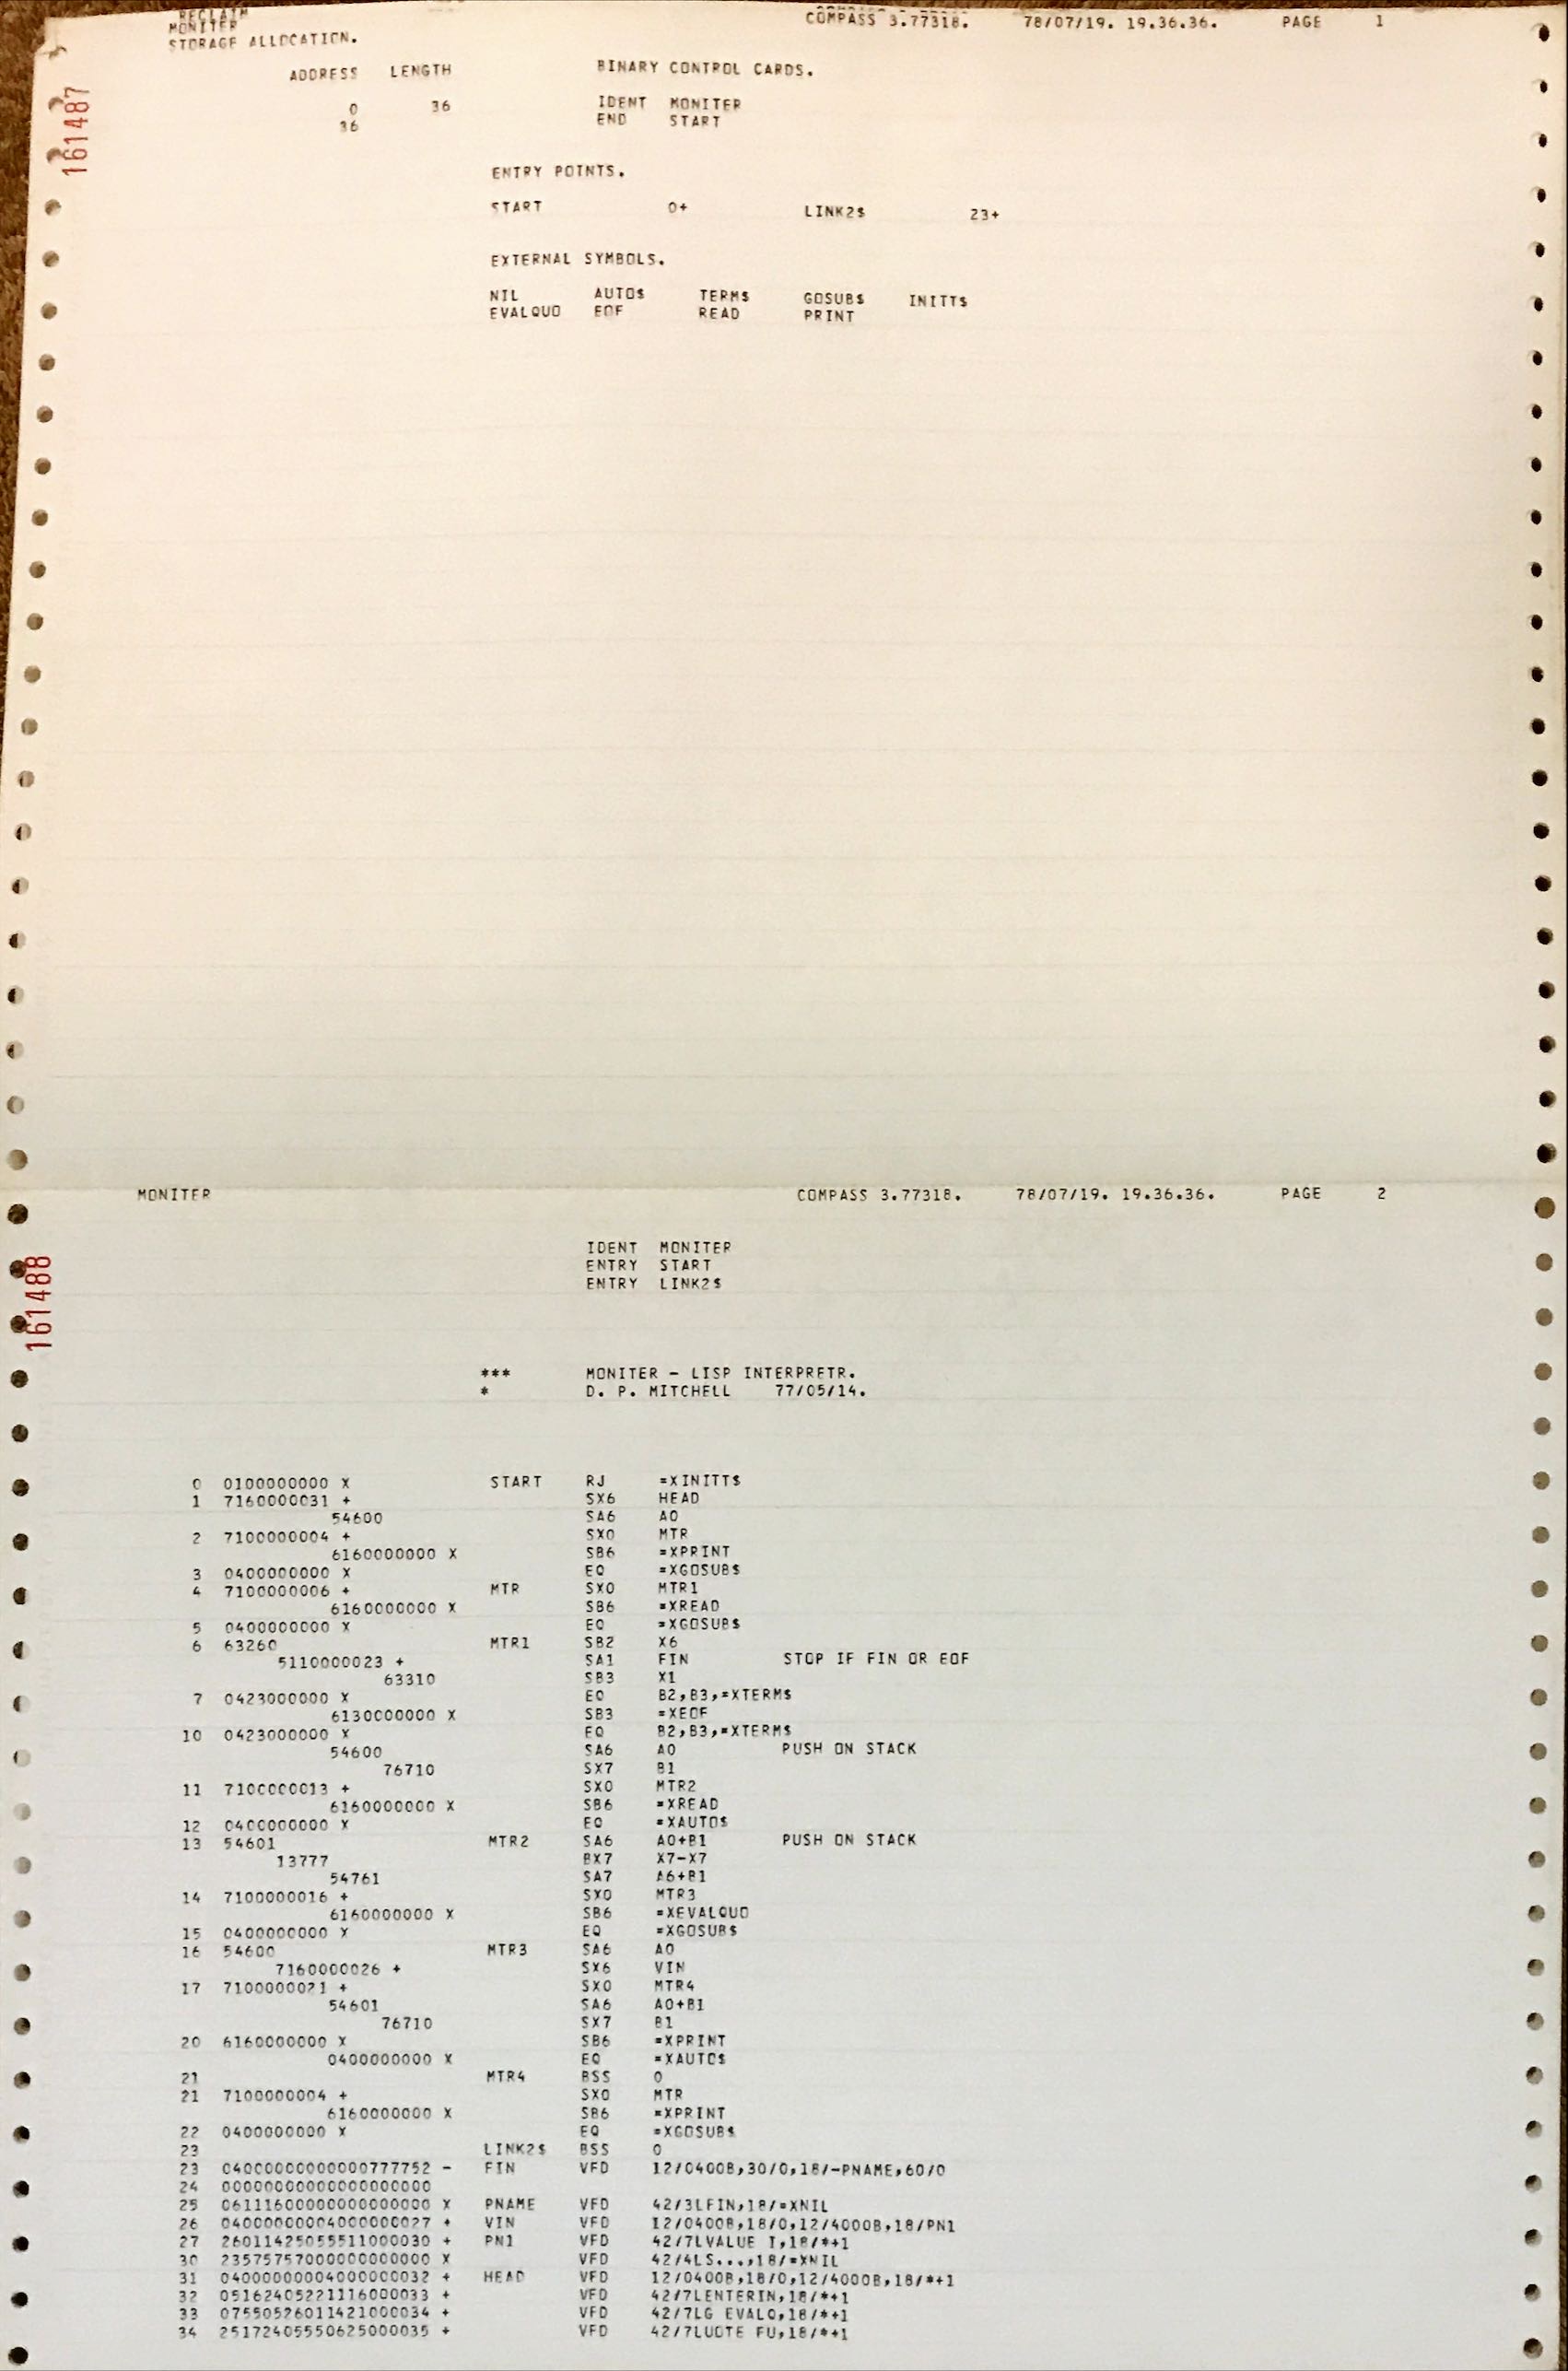 RECLAIM
MONITER COMPASS 3.77318. 78/07/19. 19.36.36. PAGE 1
STORAGE ALLOCATION.
ADDRESS LENGTH BINARY CONTROL CARDS.
0 36 IDENT MONITER
36 END START
161487
ENTRY POINTS.
START 0+ LINK2$ 23+
EXTERNAL SYMBOLS.
NIL AUTO$ TERM$ GOSUB$ INITT$
EVALQUO EOF READ PRINT
MONITER COMPASS 3.77318. 78/07/19. 19.36.36. PAGE 2
161488
IDENT MONITER
ENTRY START
ENTRY LINK2$
*** MONITER - LISP INTERPRETR.
* D. P. MITCHELL 77/05/14.
0 0100000000 X START RJ =XINITT$
1 7160000031 + SX6 HEAD
54600 SA6 A0
2 7100000004 + SX0 MTR
6160000000 X SB6 =XPRINT
3 0400000000 X EQ =XGOSUB$
4 7100000006 + MTR SX0 MTR1
6160000000 X SB6 =XREAD
5 0400000000 X EQ =XGOSUB$
6 63260 MTR1 SB2 X6
5110000023 + SA1 FIN STOP IF FIN OR EOF
63310 SB3 X1
7 0423000000 X EQ B2,B3,=XTERM$
6130000000 X SB3 =XEOF
10 0423000000 X EQ B2,B3,=XTERM$
54600 SA6 A0 PUSH ON STACK
76710 SX7 B1
11 7100000013 + SX0 MTR2
6160000000 X SB6 =XREAD
12 0400000000 X EQ =XAUTO$
13 54601 MTR2 SA6 A0+B1 PUSH ON STACK
13777 BX7 X7-X7
54761 SA7 A6+B1
14 7100000016 + SX0 MTR3
6160000000 X SB6 =XEVALQUO
15 0400000000 X EQ =XGOSUB$
16 54600 MTR3 SA6 A0
7160000026 + SX6 VIN
17 7100000021 + SX0 MTR4
54601 SA6 A0+B1
76710 SX7 B1
20 6160000000 X SB6 =XPRINT
0400000000 X EQ =XAUTO$
21 MTR4 BSS 0
21 7100000004 + SX0 MTR
6160000000 X SB6 =XPRINT
22 0400000000 X EQ =XGOSUB$
23 LINK2$ BSS 0
23 04000000000000777752 - FIN VFD 12/0400B,30/0,18/-PNAME,60/0
24 00000000000000000000
25 06111600000000000000 X PNAME VFD 42/3LFIN,18/=XNIL
26 04000000004000000027 + VIN VFD 12/0400B,18/0,12/4000B,18/PN1
27 26011425055511000030 + PN1 VFD 42/7LVALUE I,18/*+1
30 23575757000000000000 X VFD 42/4LS...,18/=XNIL
31 04000000004000000032 + HEAD VFD 12/0400B,18/0,12/4000B,18/*+1
32 05162405221116000033 + VFD 42/7LENTERIN,18/*+1
33 07550526011421000034 + VFD 42/7LG EVALQ,18/*+1
34 25172405550625000035 + VFD 42/7LUOTE FU,18/*+1